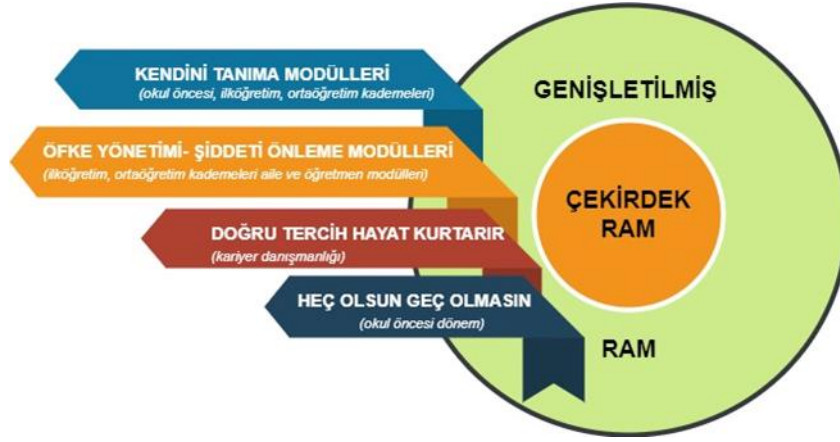 KENDİNİ TANIMA MODÜLLERİ
(okul öncesi, ilköğretim, ortaöğretim kademeleri)
ÖFKE YÖNETİMİ- ŞİDDETİ ÖNLEME MODÜLLERİ
(ilköğretim, ortaöğretim kademeleri aile ve öğretmen modülleri)
DOĞRU TERCİH HAYAT KURTARIR
(kariyer danışmanlığı)
HEÇ OLSUN GEÇ OLMASIN
(okul öncesi dönem)
GENİŞLETİLMİŞ
ÇEKİRDEK
RAM
RAM